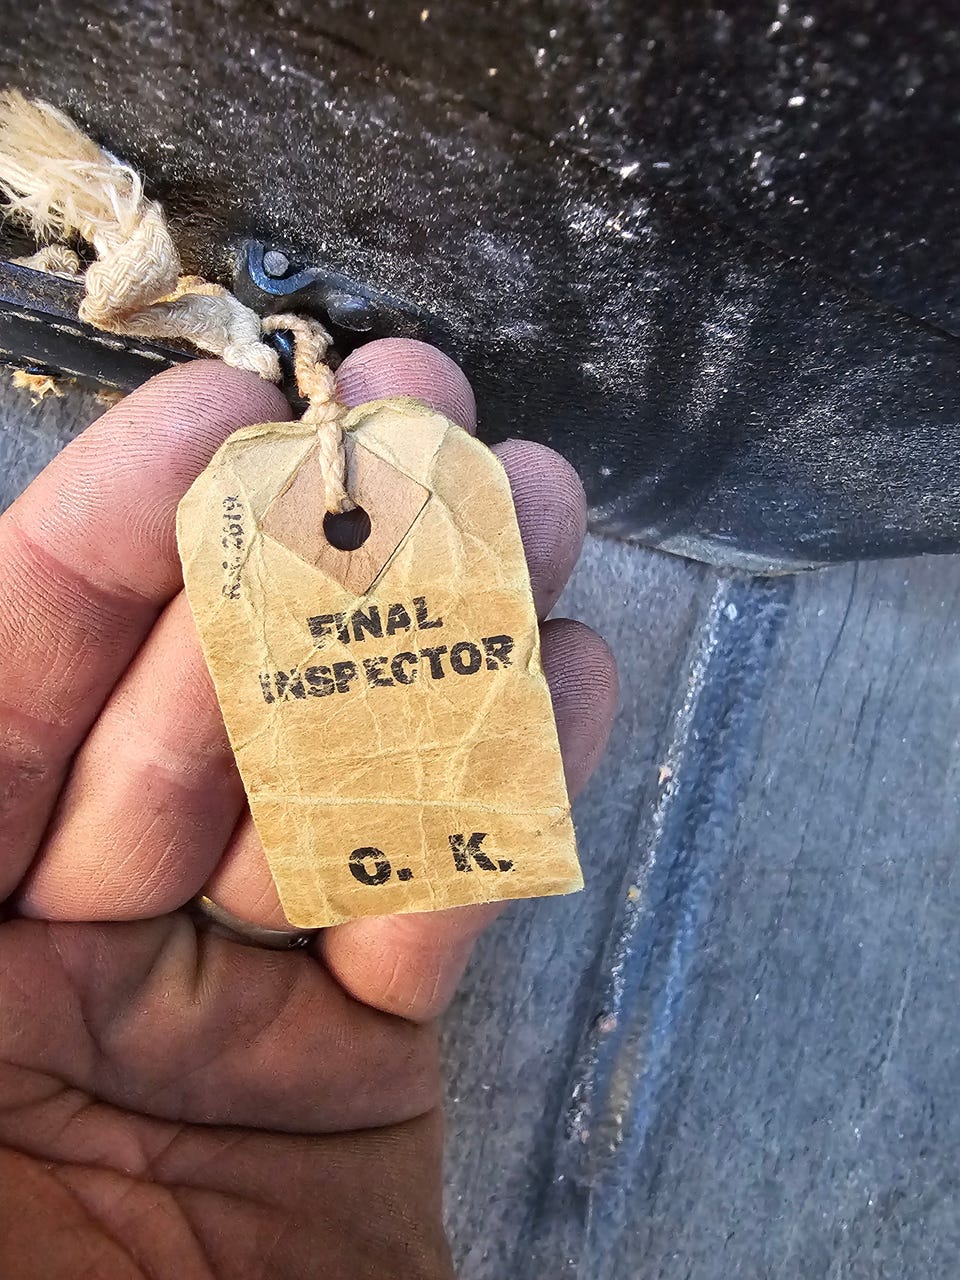 FINAL
INSPECTOR
O. K.